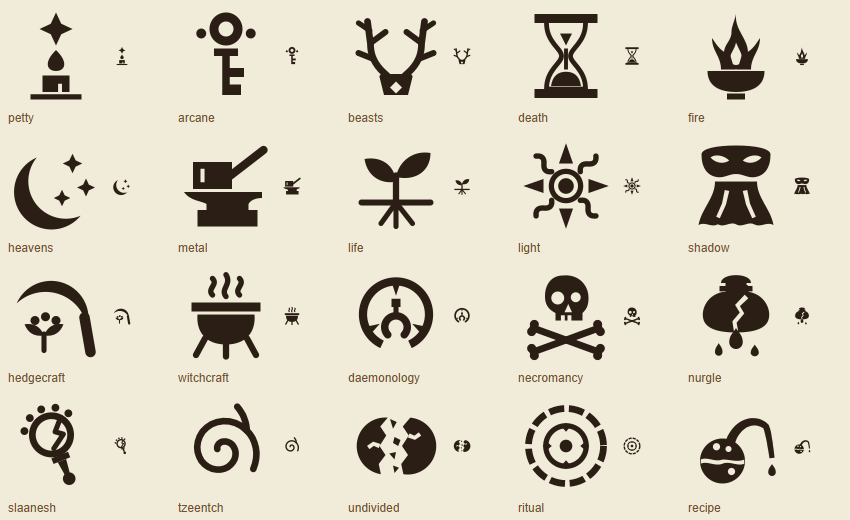 petty arcane beasts death fire
heavens metal life light shadow
hedgecraft witchcraft daemonology necromancy nurgle
slaanesh tzeentch undivided ritual recipe